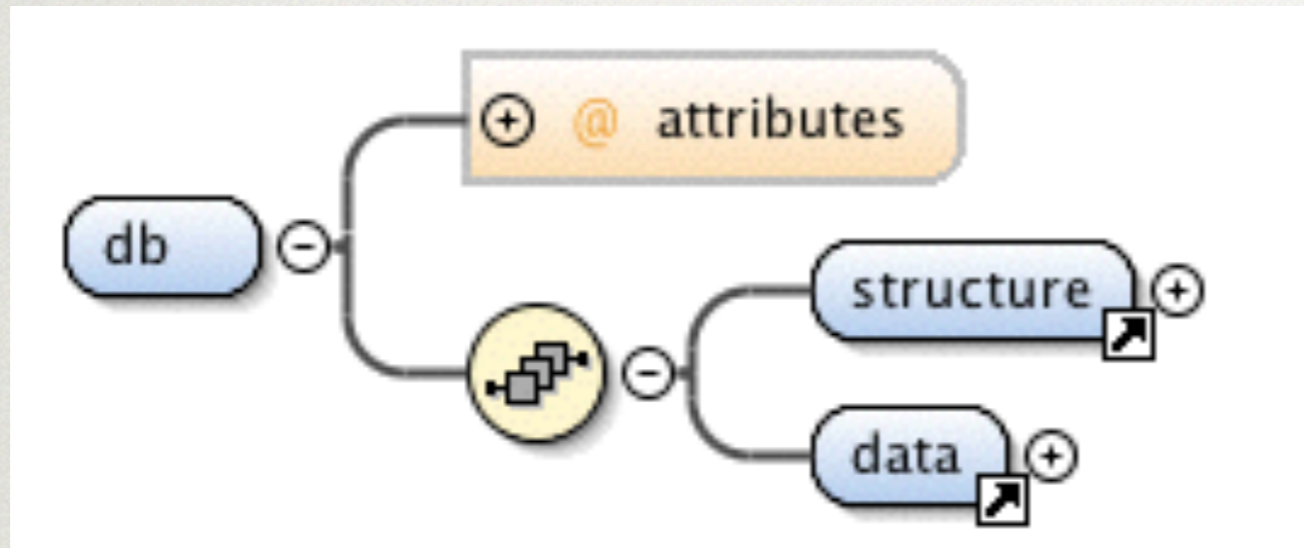 @ attributes
db
structure
data